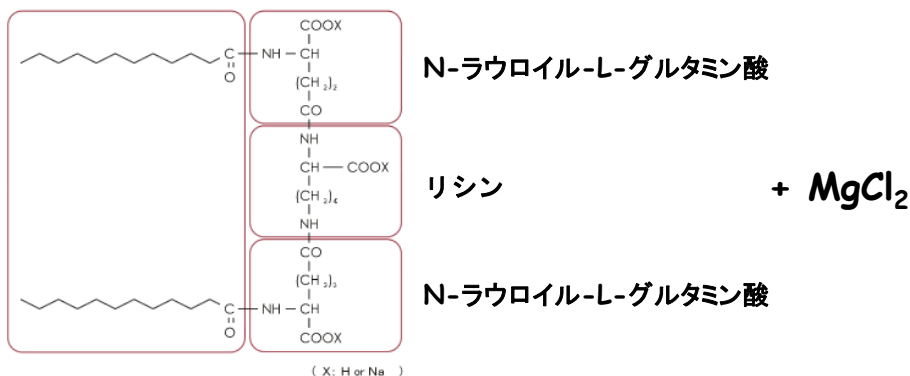 COOX
C — NH — CH
O
(CH₂)₂
CO
N-ラウロイル-L-グルタミン酸
NH
CH — COOX
(CH₂)₄
NH
リシン
+ MgCl₂
CO
(CH₂)₂
C — NH — CH
O
COOX
N-ラウロイル-L-グルタミン酸
( X: H or Na )